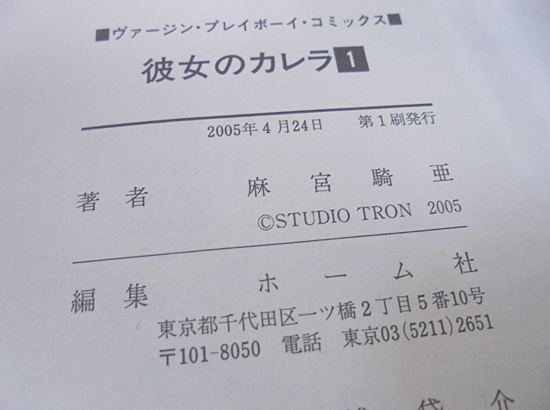 ■ヴァージン・プレイボーイ・コミックス■
彼女のカレラ1
2005年4月24日 第1刷発行
著者 麻宮騎亜
©STUDIO TRON 2005
編集 ホーム社
東京都千代田区一ツ橋2丁目5番10号
〒101-8050 電話 東京03(5211)2651